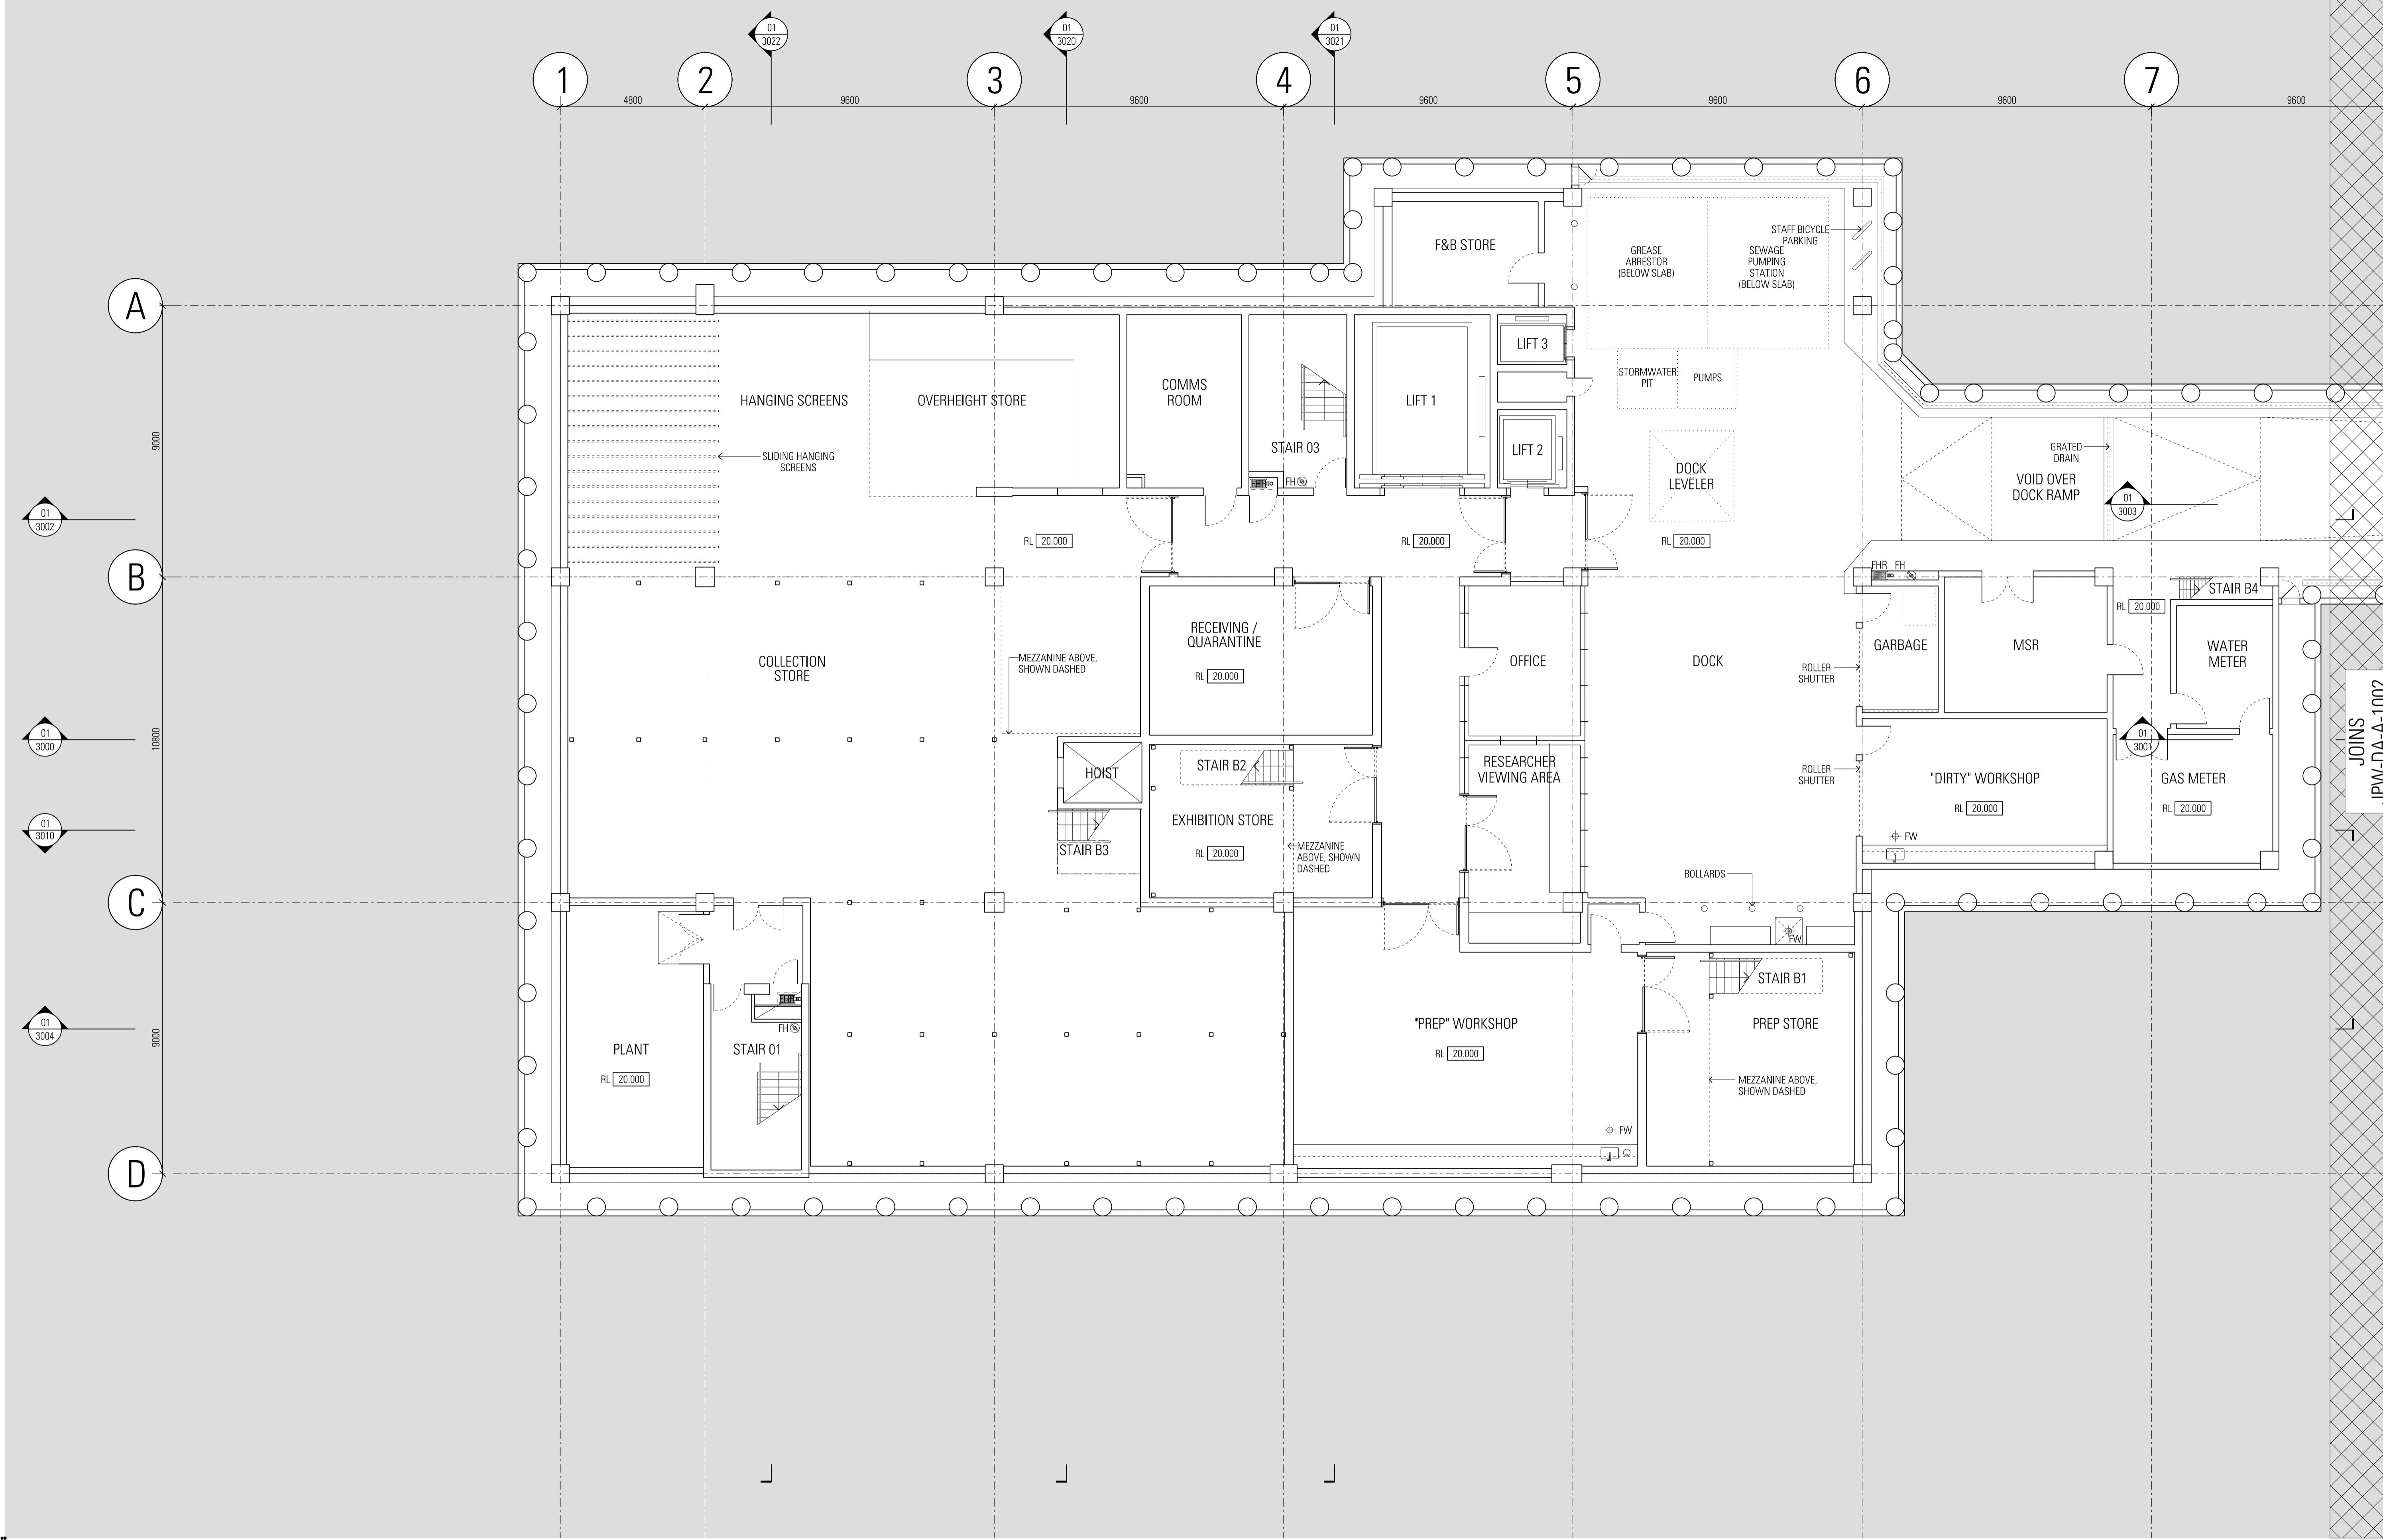 01
3022
01
3020
01
3021
1
2
3
4
5
6
7
4800
9600
9600
9600
9600
9600
9600
A
B
C
D
9000
10800
9000
01
3002
01
3000
01
3010
01
3004
F&B STORE
GREASE
ARRESTOR
(BELOW SLAB)
STAFF BICYCLE
PARKING
SEWAGE
PUMPING
STATION
(BELOW SLAB)
LIFT 3
STORMWATER
PIT
PUMPS
HANGING SCREENS
OVERHEIGHT STORE
COMMS
ROOM
LIFT 1
STAIR 03
LIFT 2
SLIDING HANGING
SCREENS
FHR
FH
DOCK
LEVELER
GRATED
DRAIN
VOID OVER
DOCK RAMP
01
3003
RL 20.000
RL 20.000
RL 20.000
FHR FH
STAIR B4
RL 20.000
RECEIVING /
QUARANTINE
RL 20.000
COLLECTION
STORE
MEZZANINE ABOVE,
SHOWN DASHED
OFFICE
DOCK
ROLLER
SHUTTER
GARBAGE
MSR
WATER
METER
JOINS
JPW-DA-A-1002
01
3001
HOIST
STAIR B2
RESEARCHER
VIEWING AREA
ROLLER
SHUTTER
"DIRTY" WORKSHOP
RL 20.000
GAS METER
RL 20.000
EXHIBITION STORE
RL 20.000
STAIR B3
MEZZANINE
ABOVE, SHOWN
DASHED
FW
BOLLARDS
FW
STAIR B1
FHR
FH
PLANT
RL 20.000
STAIR 01
"PREP" WORKSHOP
RL 20.000
PREP STORE
MEZZANINE ABOVE,
SHOWN DASHED
FW